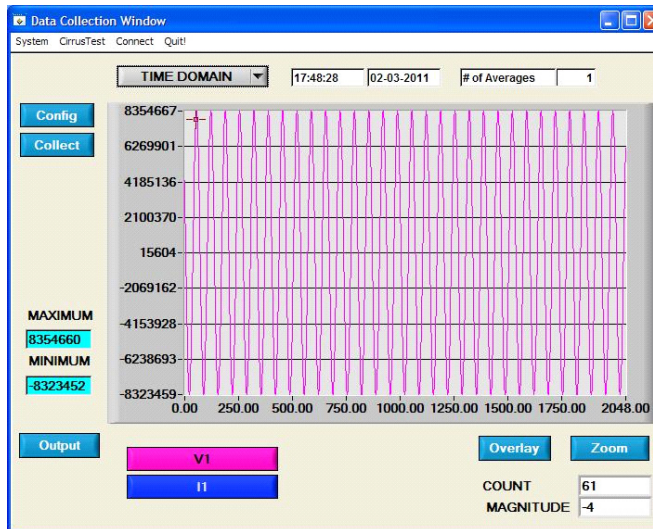 Data Collection Window
System CirrusTest Connect Quit!
TIME DOMAIN 17:48:28 02-03-2011 # of Averages 1
Config
Collect
8354667
6269901
4185136
2100370
15604
-2069162
-4153928
-6238693
-8323459
MAXIMUM
8354660
MINIMUM
-8323452
0.00 250.00 500.00 750.00 1000.00 1250.00 1500.00 1750.00 2048.00
Output
V1
I1
Overlay Zoom
COUNT 61
MAGNITUDE -4